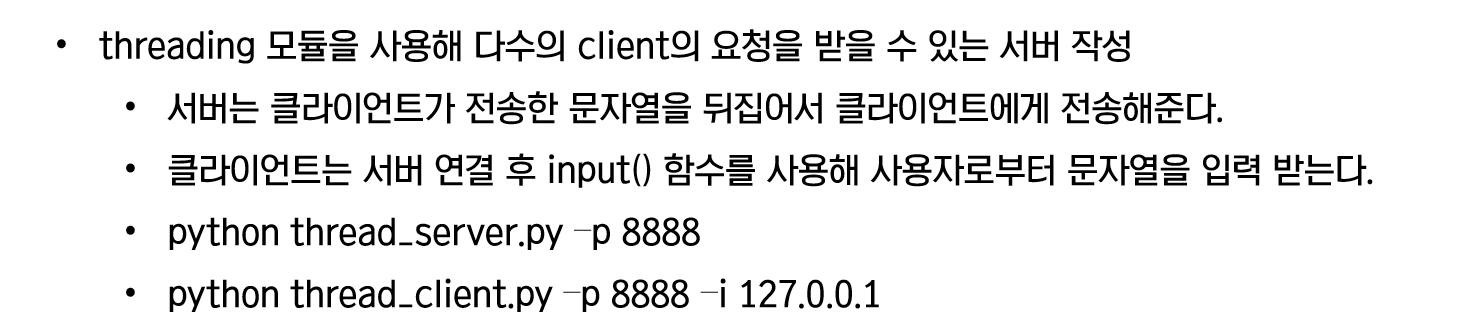 • threading 모듈을 사용해 다수의 client의 요청을 받을 수 있는 서버 작성
• 서버는 클라이언트가 전송한 문자열을 뒤집어서 클라이언트에게 전송해준다.
• 클라이언트는 서버 연결 후 input() 함수를 사용해 사용자로부터 문자열을 입력 받는다.
• python thread_server.py –p 8888
• python thread_client.py –p 8888 –i 127.0.0.1